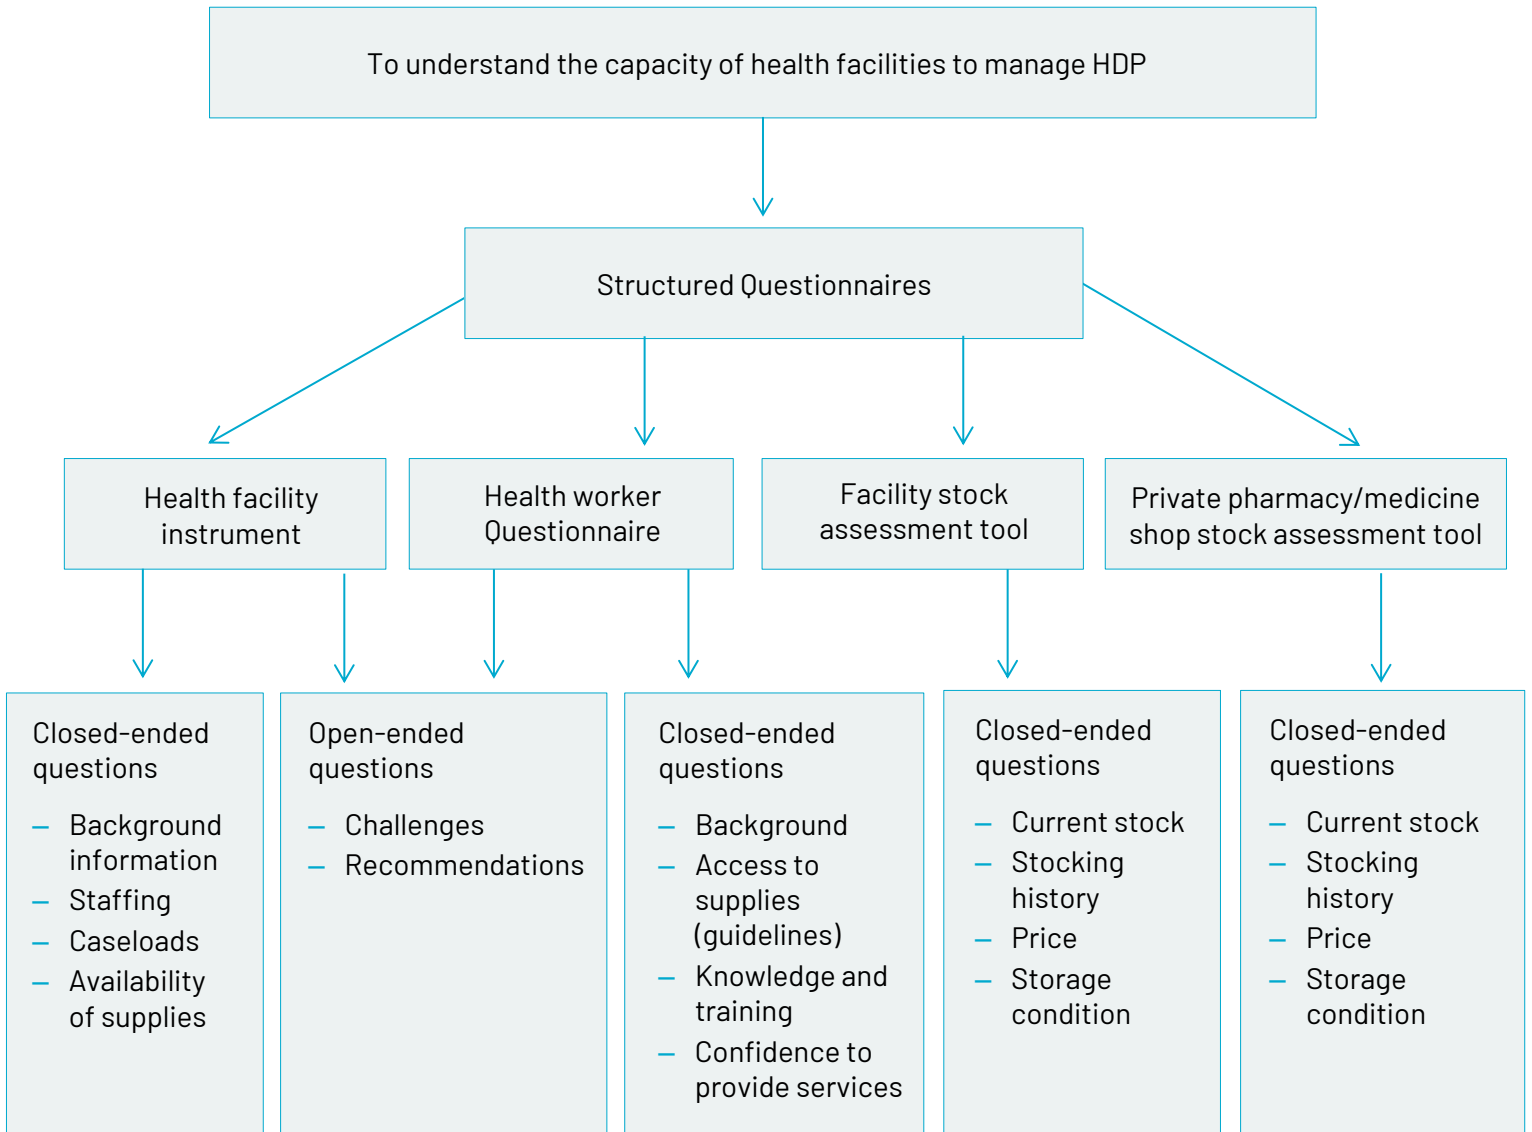 To understand the capacity of health facilities to manage HDP
Structured Questionnaires
Health facility
instrument
Health worker
Questionnaire
Facility stock
assessment tool
Private pharmacy/medicine
shop stock assessment tool
Closed-ended
questions
– Background
information
– Staffing
– Caseloads
– Availability
of supplies
Open-ended
questions
– Challenges
– Recommendations
Closed-ended
questions
– Background
– Access to
supplies
(guidelines)
– Knowledge and
training
– Confidence to
provide services
Closed-ended
questions
– Current stock
– Stocking
history
– Price
– Storage
condition
Closed-ended
questions
– Current stock
– Stocking
history
– Price
– Storage
condition